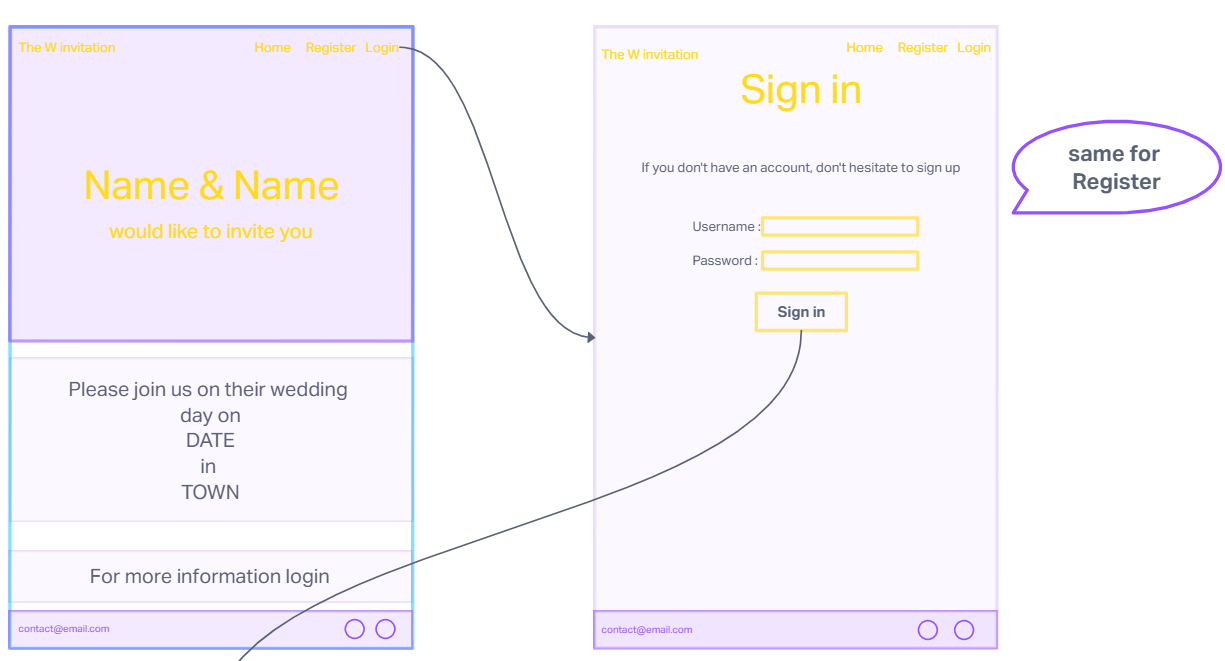 The W invitation
Home Register Login
Name & Name
would like to invite you
Please join us on their wedding
day on
DATE
in
TOWN
For more information login
contact@email.com
The W invitation
Home Register Login
Sign in
If you don't have an account, don't hesitate to sign up
Username :
Password :
Sign in
contact@email.com
same for
Register